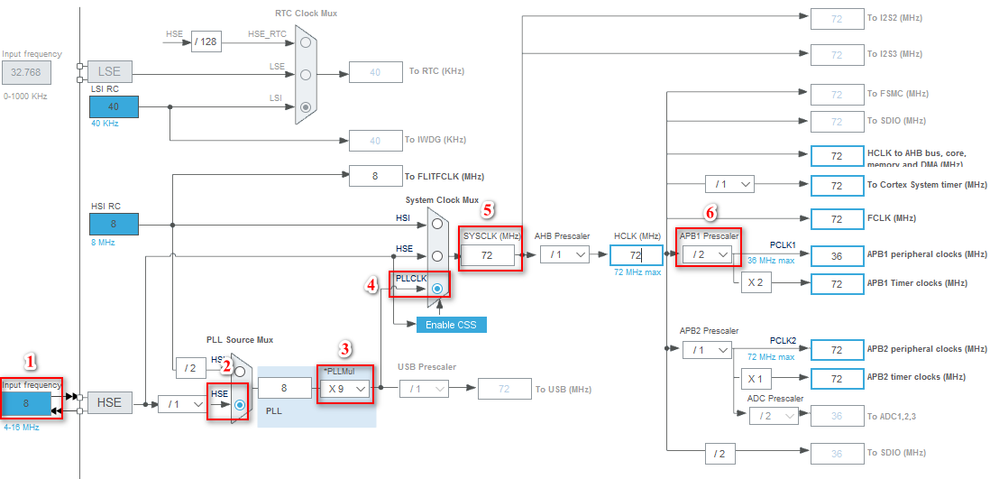 RTC Clock Mux
HSE
/ 128
HSE_RTC
72
To I2S2 (MHz)
Input frequency
32.768
0-1000 KHz
LSE
LSE
40
To RTC (KHz)
72
To I2S3 (MHz)
LSI RC
40
40 KHz
LSI
72
To FSMC (MHz)
72
To SDIO (MHz)
40
To IWDG (KHz)
72
HCLK to AHB bus, core,
memory and DMA (MHz)
8
To FLITFCLK (MHz)
/ 1
72
To Cortex System timer (MHz)
System Clock Mux
HSI RC
8
8 MHz
HSI
5
6
72
FCLK (MHz)
SYSCLK (MHz)
72
AHB Prescaler
/ 1
HCLK (MHz)
72
72 MHz max
APB1 Prescaler
/ 2
PCLK1
36 MHz max
36
APB1 peripheral clocks (MHz)
HSE
4
PLLCLK
X 2
72
APB1 Timer clocks (MHz)
Enable CSS
PLL Source Mux
1
2
3
HSI
/ 2
*PLLMul
X 9
8
PLL
USB Prescaler
/ 1
72
To USB (MHz)
APB2 Prescaler
/ 1
PCLK2
72 MHz max
72
APB2 peripheral clocks (MHz)
X 1
72
APB2 timer clocks (MHz)
Input frequency
8
4-16 MHz
HSE
/ 1
HSE
ADC Prescaler
/ 2
36
To ADC1,2,3
/ 2
36
To SDIO (MHz)